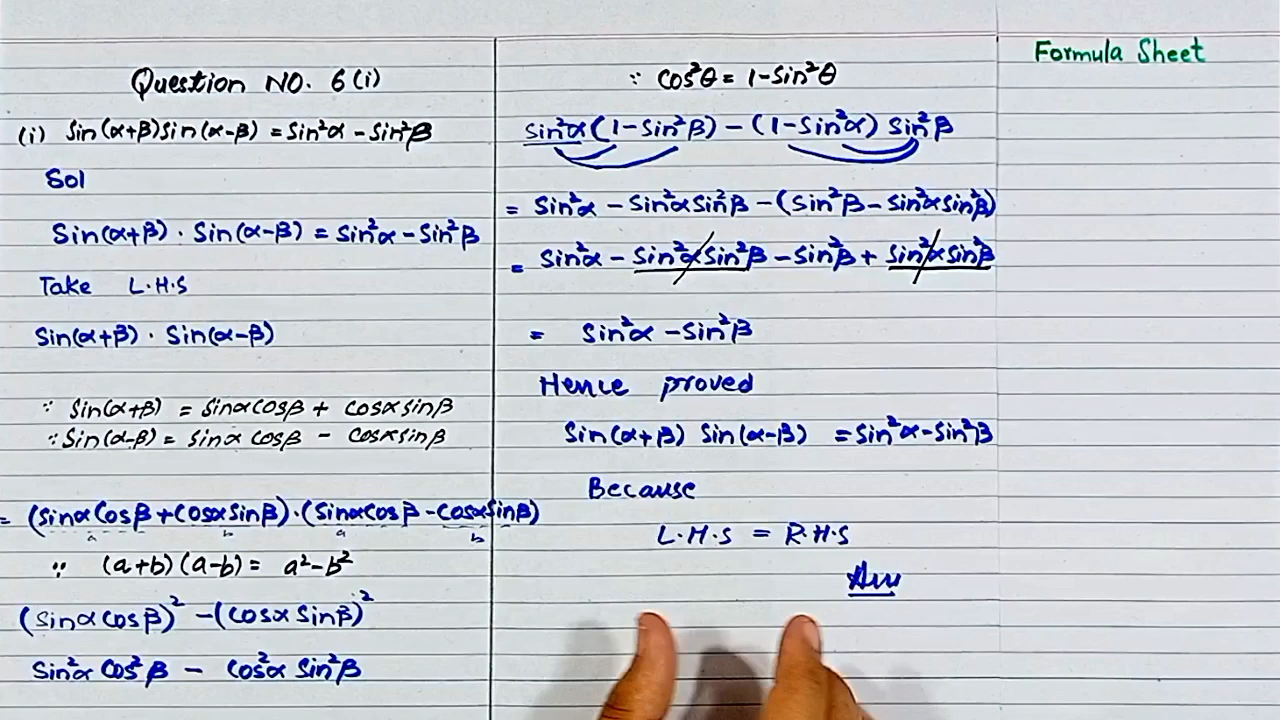 Question NO. 6(i)
(i) Sin(α+β)Sin(α-β) = Sin²α - Sin²β
Sol
Sin(α+β) · Sin(α-β) = Sin²α - Sin²β
Take L.H.S
Sin(α+β) · Sin(α-β)
∵ Sin(α+β) = Sinα cosβ + cosα sinβ
∵ Sin(α-β) = sinα cosβ - cosα sinβ
= (Sinα Cosβ + Cosα Sinβ) · (Sinα cosβ - Cosα Sinβ)
a b a b
∵ (a+b)(a-b) = a²-b²
(Sinα cosβ)² - (Cosα Sinβ)²
Sin²α Cos²β - Cos²α Sin²β
∵ Cos²θ = 1-Sin²θ
Sin²α(1-Sin²β) - (1-Sin²α) Sin²β
= Sin²α - Sin²α Sin²β - (Sin²β - Sin²α Sin²β)
= Sin²α - Sin²α Sin²β - Sin²β + Sin²α Sin²β
= Sin²α - Sin²β
Hence proved
Sin(α+β) Sin(α-β) = Sin²α - Sin²β
Because
L.H.S = R.H.S
Ans
Formula Sheet